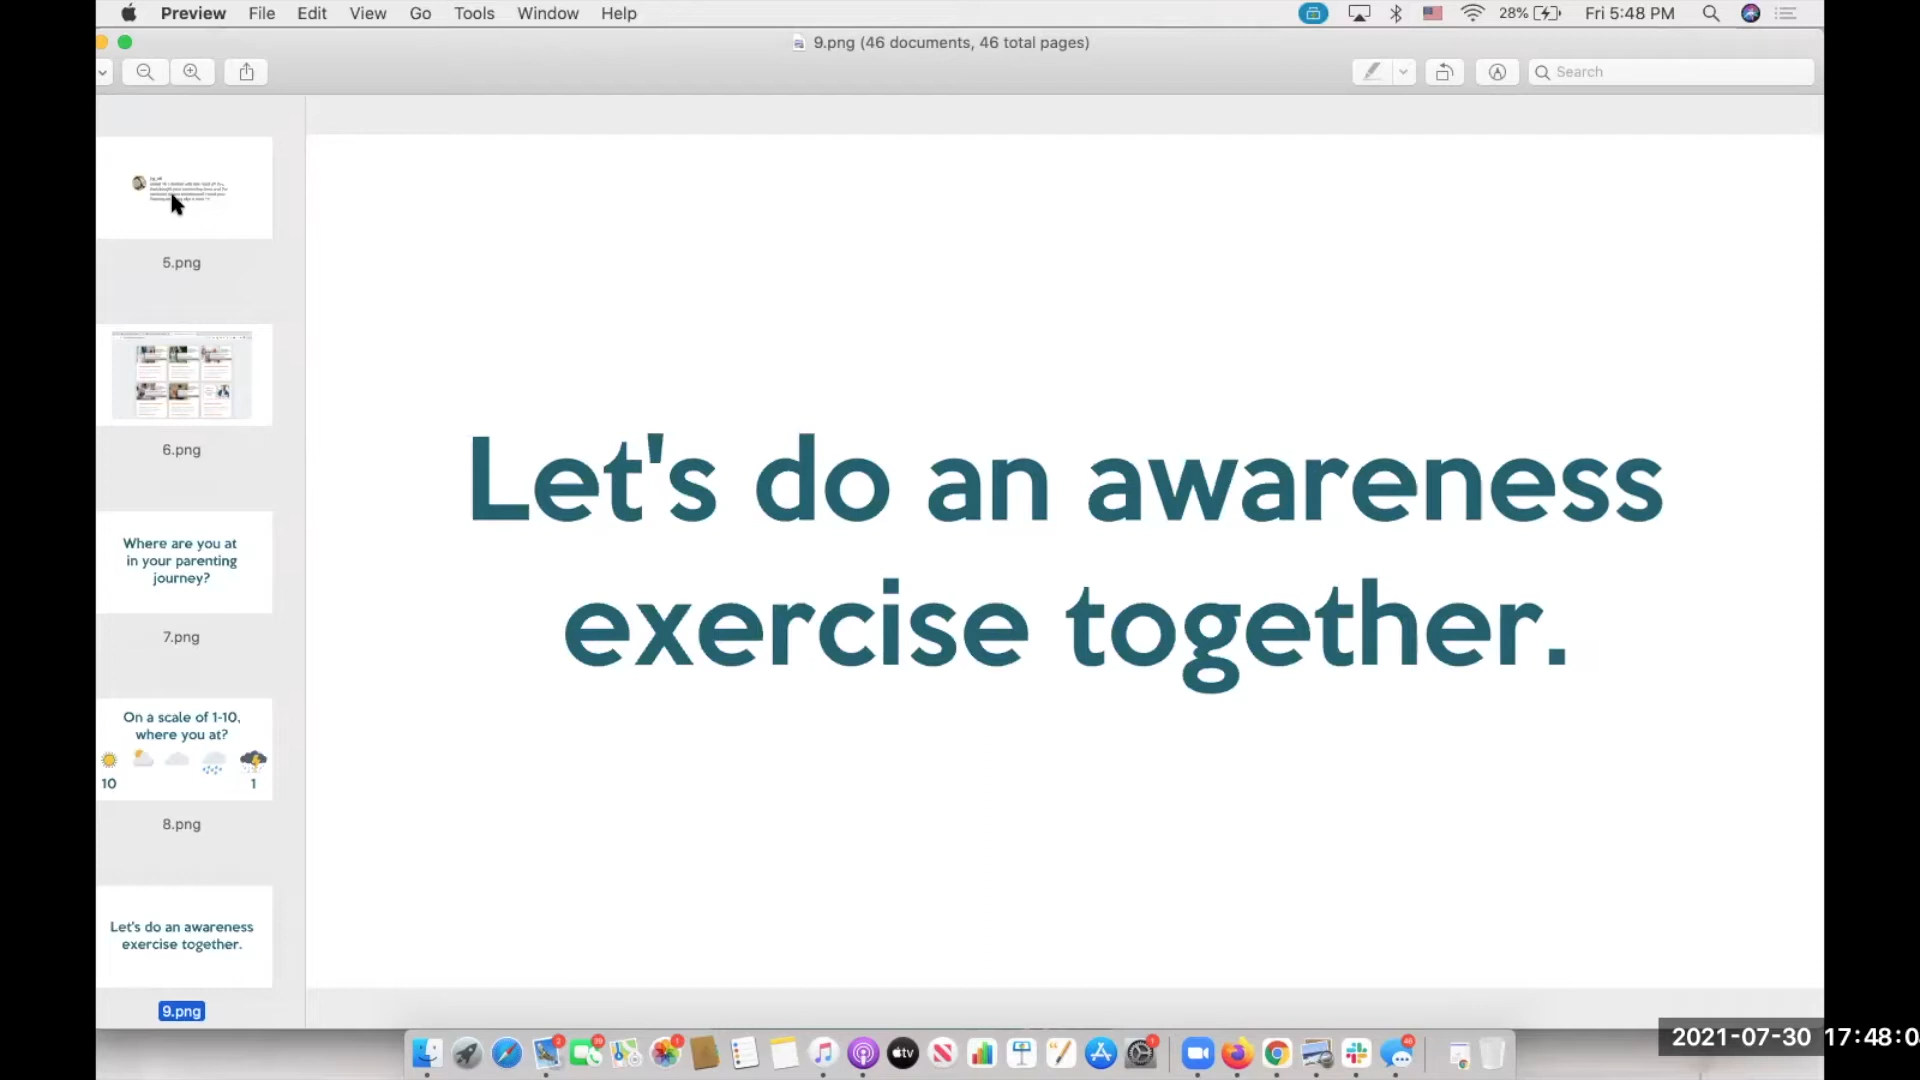 Preview File Edit View Go Tools Window Help 28% Fri 5:48 PM
9.png (46 documents, 46 total pages)
Search
5.png
6.png
Where are you at
in your parenting
journey?
7.png
On a scale of 1-10,
where you at?
10 1
8.png
Let's do an awareness
exercise together.
9.png
Let's do an awareness
exercise together.
tv
2021-07-30 17:48:0